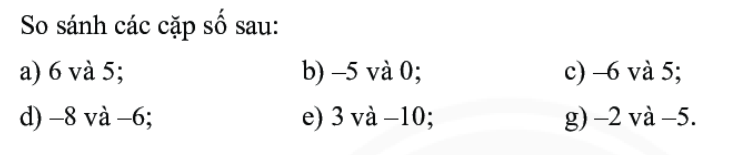 So sánh các cặp số sau:
a) 6 và 5; b) –5 và 0; c) –6 và 5;
d) –8 và –6; e) 3 và –10; g) –2 và –5.